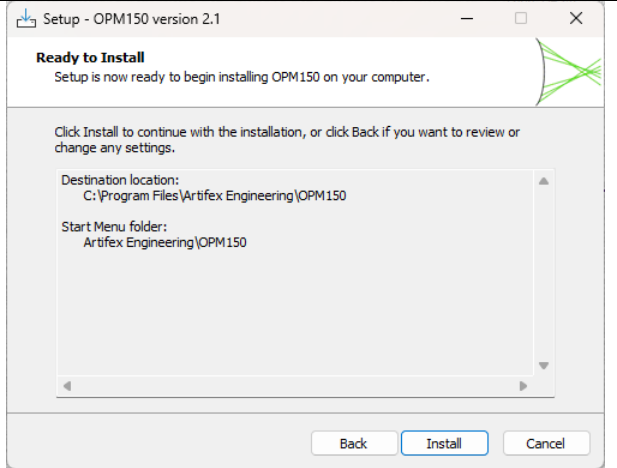 Setup - OPM150 version 2.1
Ready to Install
Setup is now ready to begin installing OPM150 on your computer.
Click Install to continue with the installation, or click Back if you want to review or
change any settings.
Destination location:
C:\Program Files\Artifex Engineering\OPM150
Start Menu folder:
Artifex Engineering\OPM150
Back
Install
Cancel